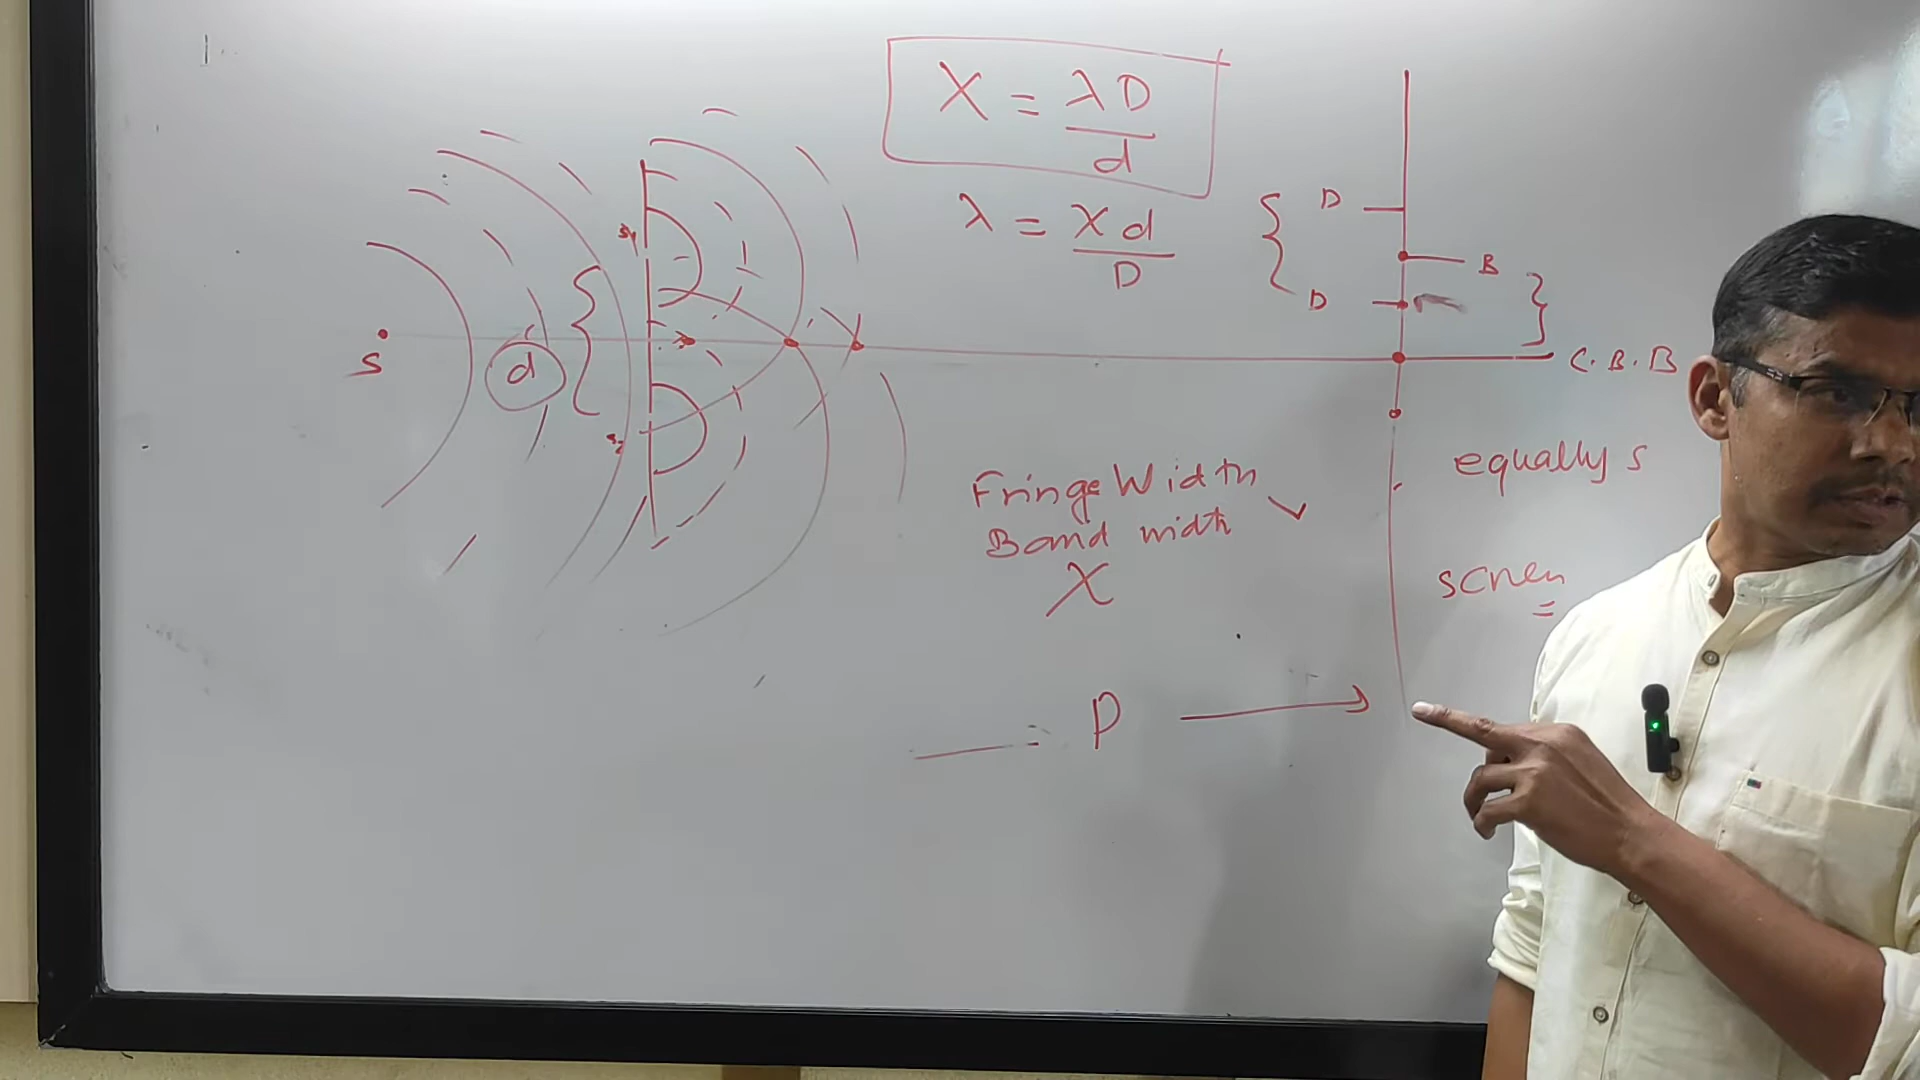 X = λD/d
λ = Xd/D
D
B
D
C.B.B
S₁
S
d
S₂
equally s
Fringe Width
Band width
X
screen
P